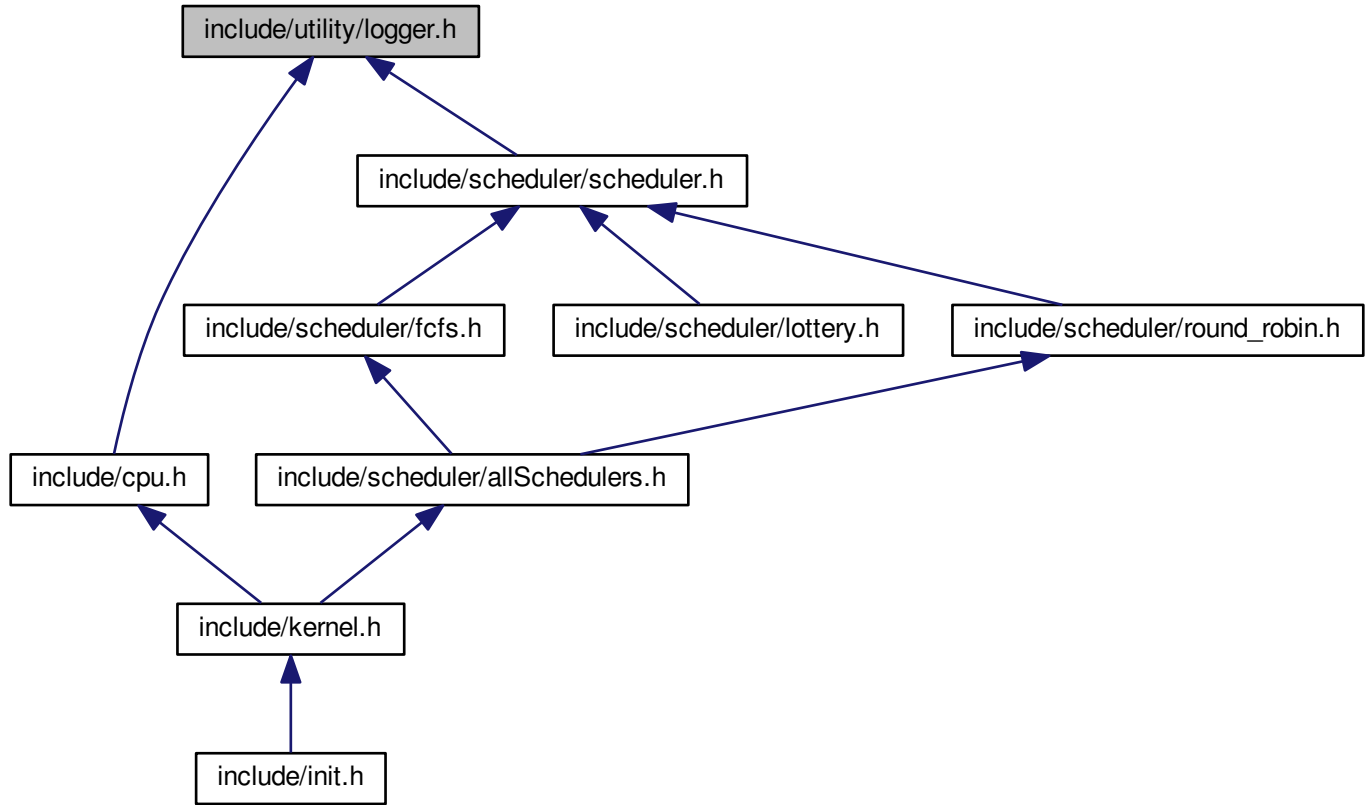 include/utility/logger.h
include/scheduler/scheduler.h
include/scheduler/fcfs.h
include/scheduler/lottery.h
include/scheduler/round_robin.h
include/cpu.h
include/scheduler/allSchedulers.h
include/kernel.h
include/init.h